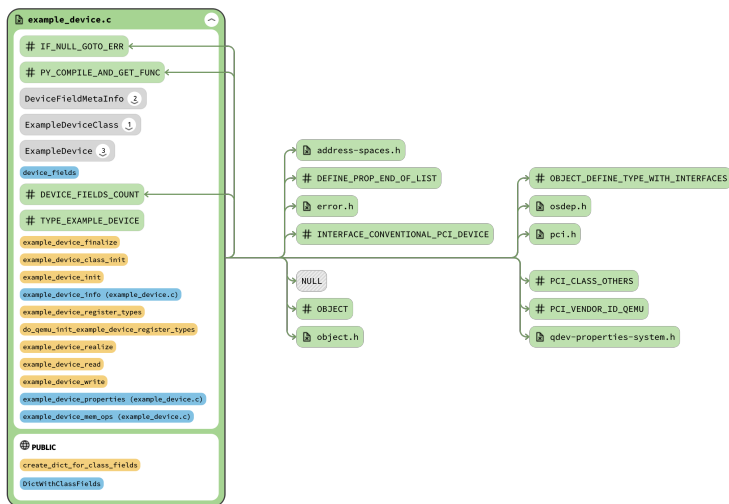 example_device.c
# IF_NULL_GOTO_ERR
# PY_COMPILE_AND_GET_FUNC
DeviceFieldMetaInfo 2
ExampleDeviceClass 1
ExampleDevice 3
device_fields
# DEVICE_FIELDS_COUNT
# TYPE_EXAMPLE_DEVICE
example_device_finalize
example_device_class_init
example_device_init
example_device_info (example_device.c)
example_device_register_types
do_qemu_init_example_device_register_types
example_device_realize
example_device_read
example_device_write
example_device_properties (example_device.c)
example_device_mem_ops (example_device.c)
PUBLIC
create_dict_for_class_fields
DictWithClassFields
address-spaces.h
# DEFINE_PROP_END_OF_LIST
error.h
# INTERFACE_CONVENTIONAL_PCI_DEVICE
NULL
# OBJECT
object.h
# OBJECT_DEFINE_TYPE_WITH_INTERFACES
osdep.h
pci.h
# PCI_CLASS_OTHERS
# PCI_VENDOR_ID_QEMU
qdev-properties-system.h